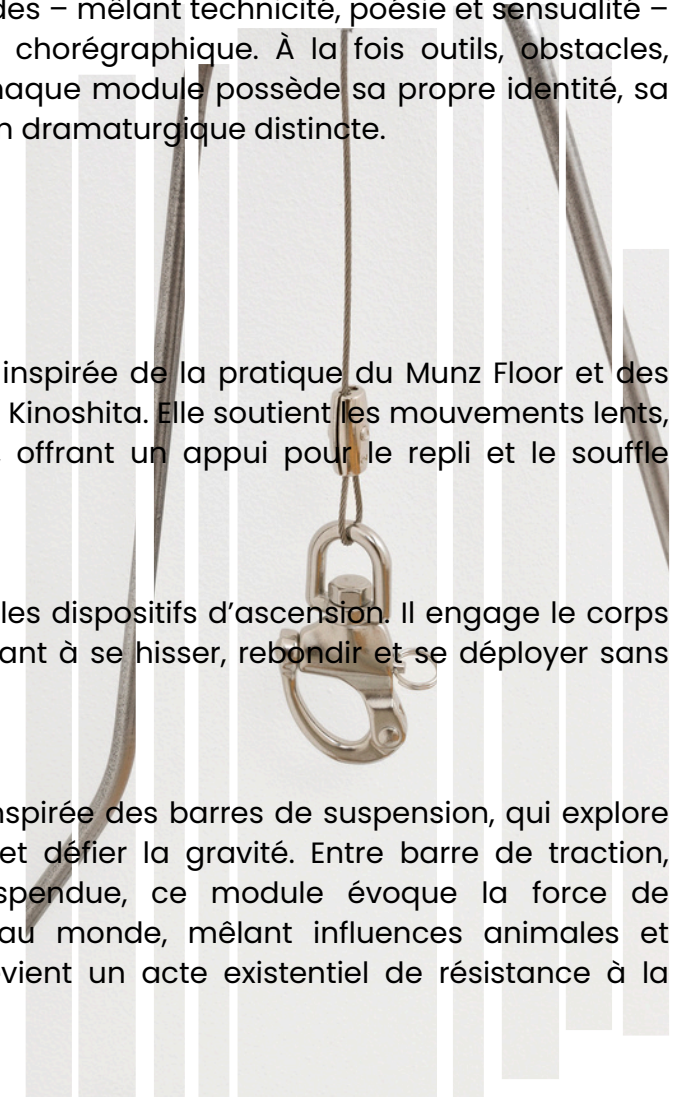 des – mêlant technicité, poésie et sensualité –
chorégraphique. À la fois outils, obstacles,
haque module possède sa propre identité, sa
n dramaturgique distincte.
inspirée de la pratique du Munz Floor et des
Kinoshita. Elle soutient les mouvements lents,
, offrant un appui pour le repli et le souffle
les dispositifs d’ascension. Il engage le corps
ant à se hisser, rebondir et se déployer sans
nspirée des barres de suspension, qui explore
et défier la gravité. Entre barre de traction,
spendue, ce module évoque la force de
au monde, mêlant influences animales et
vient un acte existentiel de résistance à la